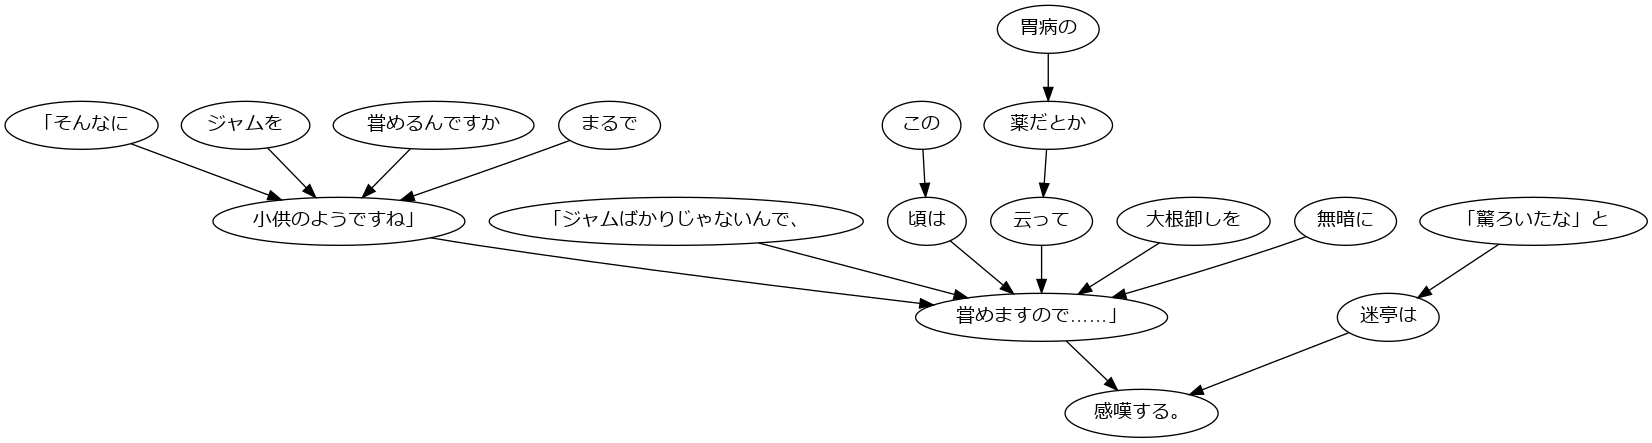 胃病の
「そんなに
ジャムを
甞めるんですか
まるで
この
薬だとか
小供のようですね」
「ジャムばかりじゃないんで、
頃は
云って
大根卸しを
無暗に
「驚ろいたな」と
甞めますので……」
迷亭は
感嘆する。